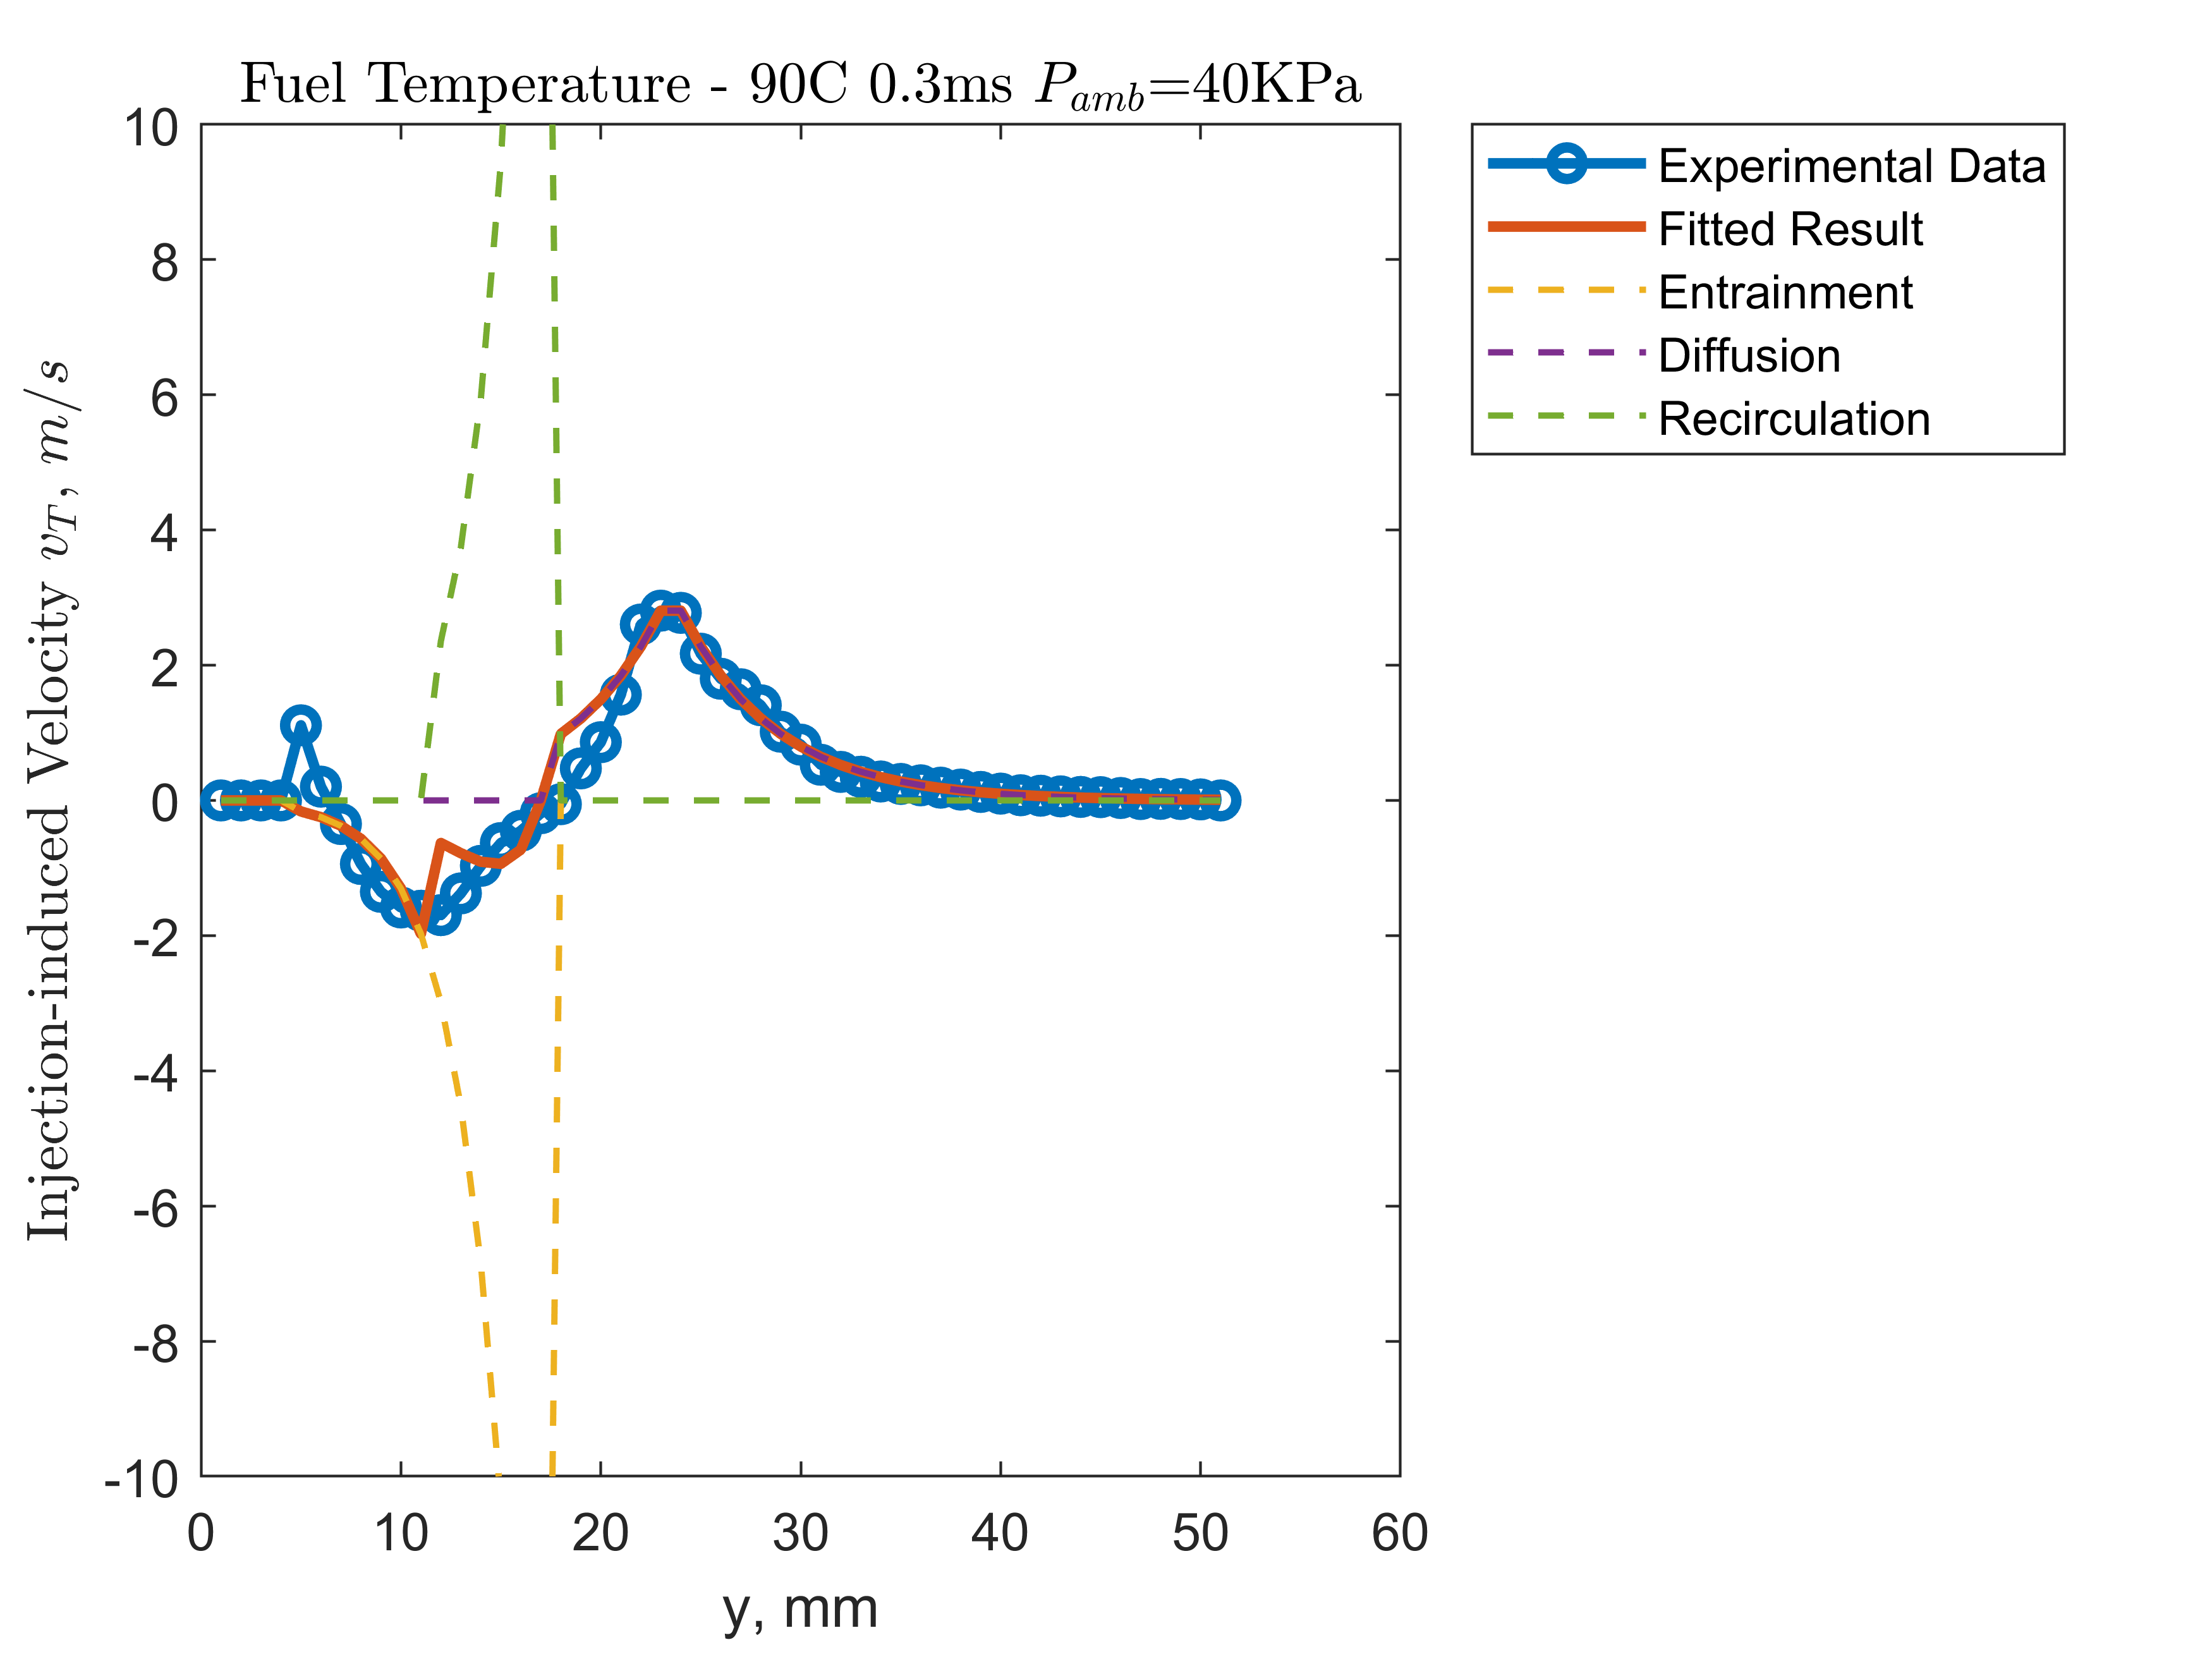 Fuel Temperature - 90C 0.3ms P_amb=40KPa
Injection-induced Velocity v_T, m/s
10
8
6
4
2
0
-2
-4
-6
-8
-10
0 10 20 30 40 50 60
y, mm
Experimental Data
Fitted Result
Entrainment
Diffusion
Recirculation